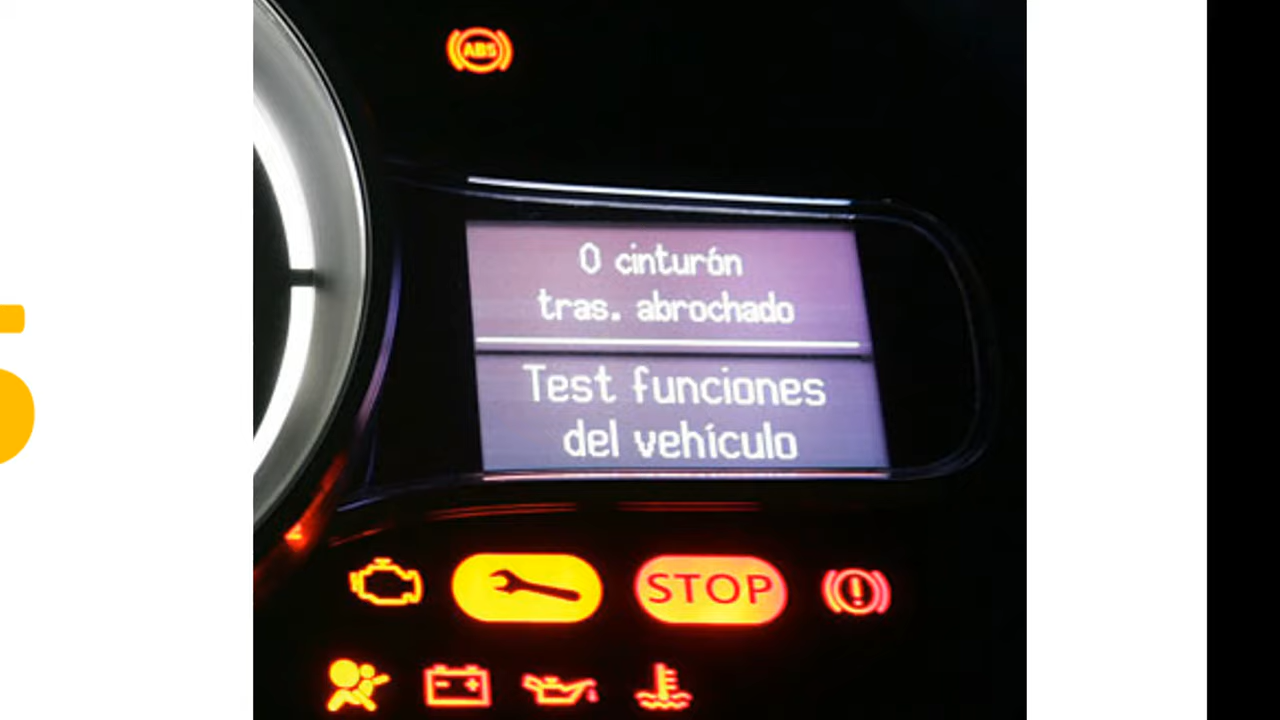 ABS
0 cinturón
tras. abrochado
Test funciones
del vehículo
STOP